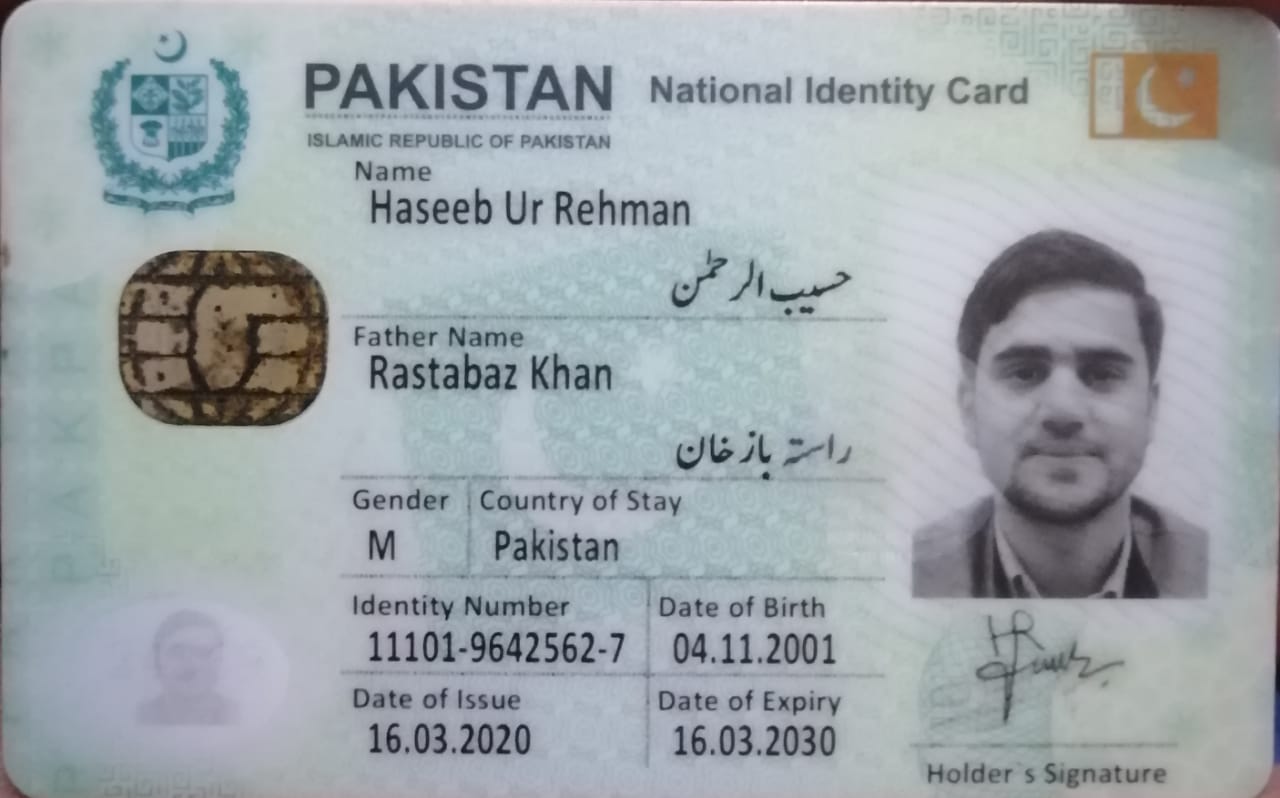 PAKISTAN National Identity Card
ISLAMIC REPUBLIC OF PAKISTAN
Name
Haseeb Ur Rehman
حسیب الرحمٰن
Father Name
Rastabaz Khan
راستہ باز خان
Gender Country of Stay
M Pakistan
Identity Number Date of Birth
11101-9642562-7 04.11.2001
Date of Issue Date of Expiry
16.03.2020 16.03.2030
Holder`s Signature